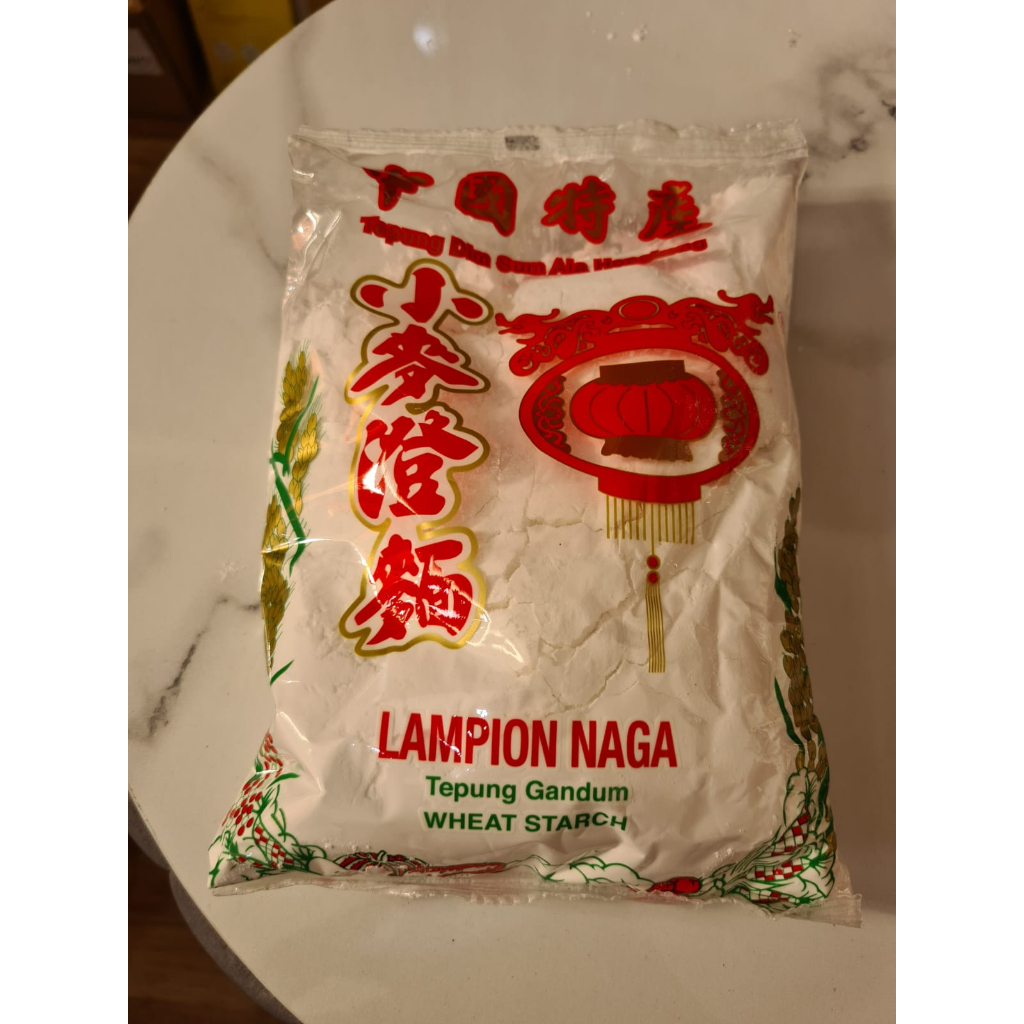 中國特產
Tepung Dim Sum Ala Hongkong
小麥澄麵
LAMPION NAGA
Tepung Gandum
WHEAT STARCH